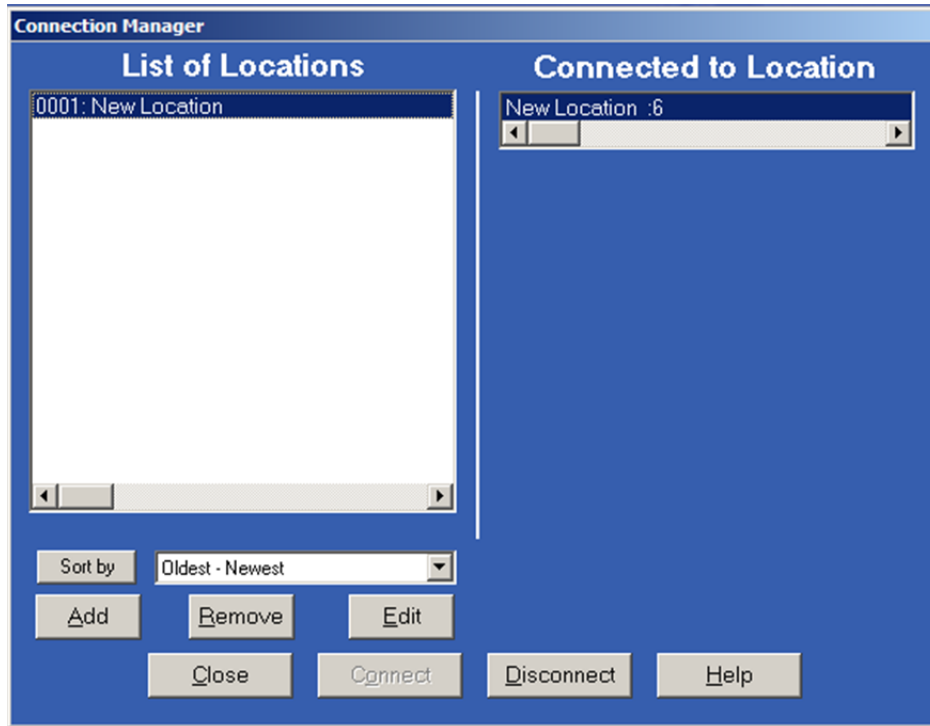 Connection Manager
List of Locations
Connected to Location
0001: New Location
New Location :6
Sort by
Oldest - Newest
Add
Remove
Edit
Close
Connect
Disconnect
Help